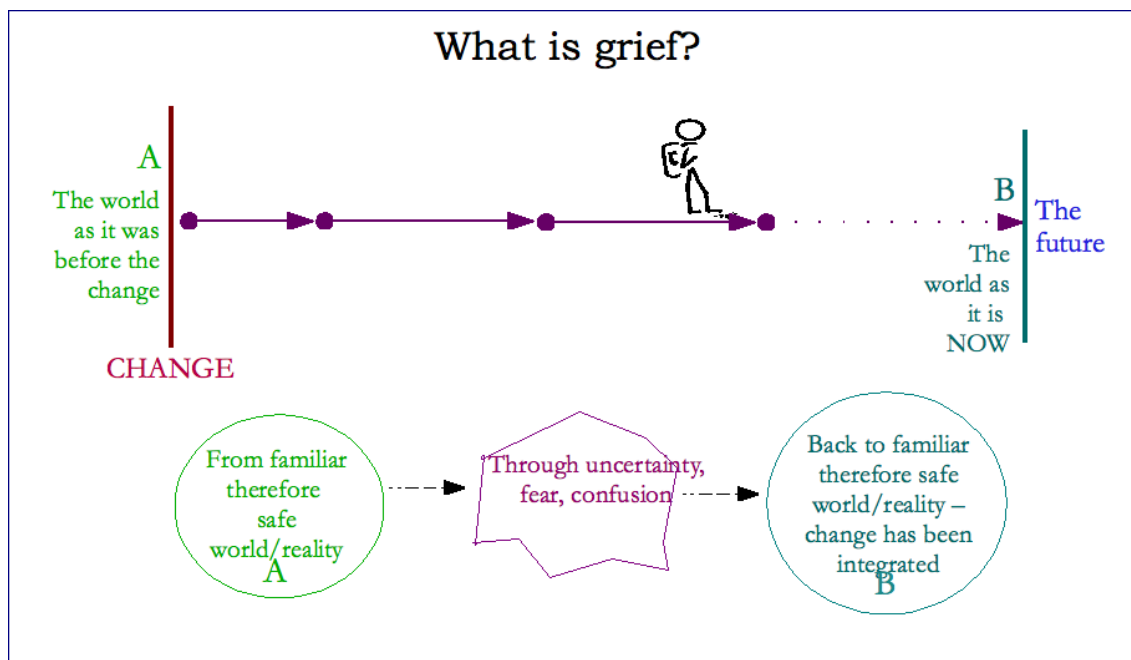 What is grief?
A
The world
as it was
before the
change
CHANGE
B
The
world as
it is
NOW
The
future
From familiar
therefore
safe
world/reality
A
Through uncertainty,
fear, confusion
Back to familiar
therefore safe
world/reality –
change has been
integrated
B